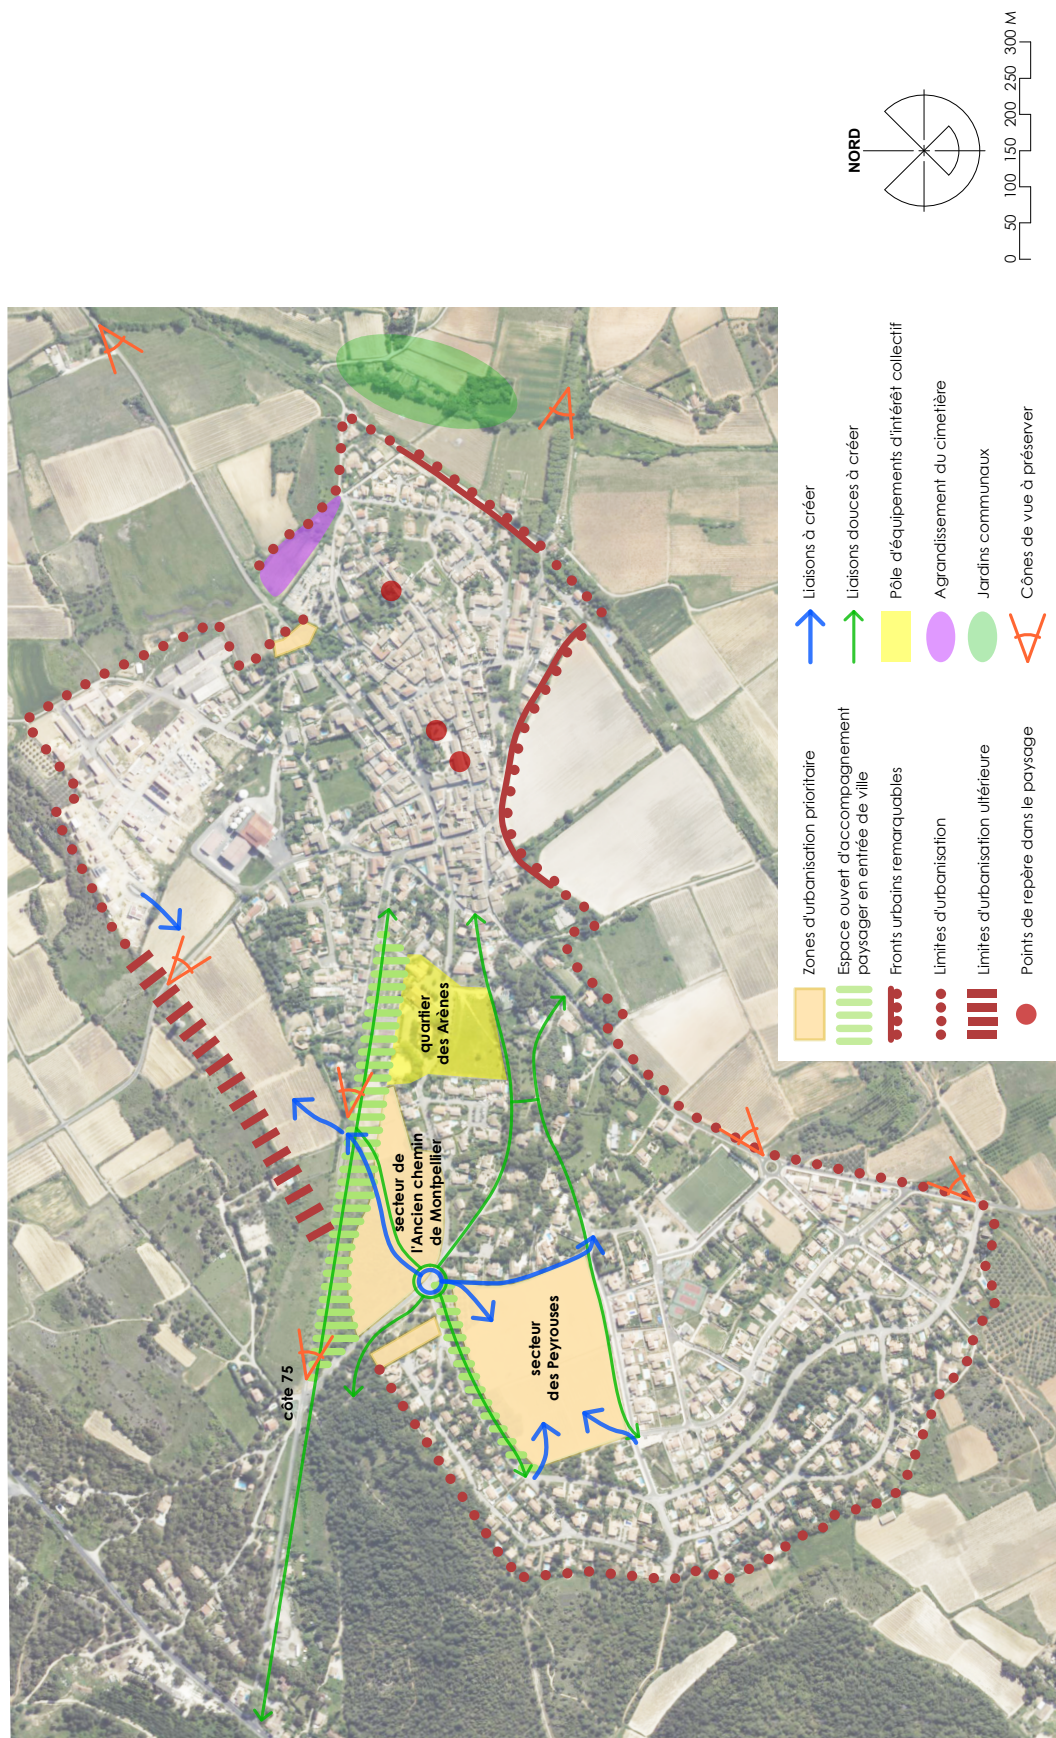 côte 75
secteur de
l'Ancien chemin
de Montpellier
quartier
des Arènes
secteur
des Peyrouses
Zones d'urbanisation prioritaire
Espace ouvert d'accompagnement
paysager en entrée de ville
Fronts urbains remarquables
Limites d'urbanisation
Limites d'urbanisation ultérieure
Points de repère dans le paysage
Liaisons à créer
Liaisons douces à créer
Pôle d'équipements d'intérêt collectif
Agrandissement du cimetière
Jardins communaux
Cônes de vue à préserver
NORD
0 50 100 150 200 250 300 M